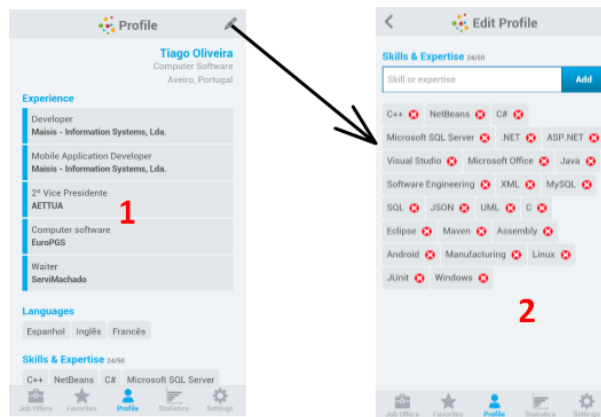 Profile
Tiago Oliveira
Computer Software
Aveiro, Portugal
Experience
Developer
Maisis - Information Systems, Lda.
Mobile Application Developer
Maisis - Information Systems, Lda.
2ª Vice Presidente
AETTUA
1
Computer software
EuroPGS
Waiter
ServiMachado
Languages
Espanhol Inglês Francês
Skills & Expertise 24/50
C++ NetBeans C# Microsoft SQL Server
Job Offers Favorites Profile Statistics Settings
Edit Profile
Skills & Expertise 24/50
Skill or expertise Add
C++ NetBeans C#
Microsoft SQL Server .NET ASP.NET
Visual Studio Microsoft Office Java
Software Engineering XML MySQL
SQL JSON UML C
Eclipse Maven Assembly
Android Manufacturing Linux
JUnit Windows
2
Job Offers Favorites Profile Statistics Settings